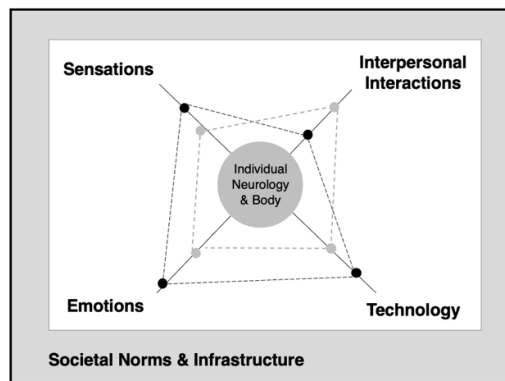 Sensations
Interpersonal
Interactions
Individual
Neurology
& Body
Emotions
Technology
Societal Norms & Infrastructure